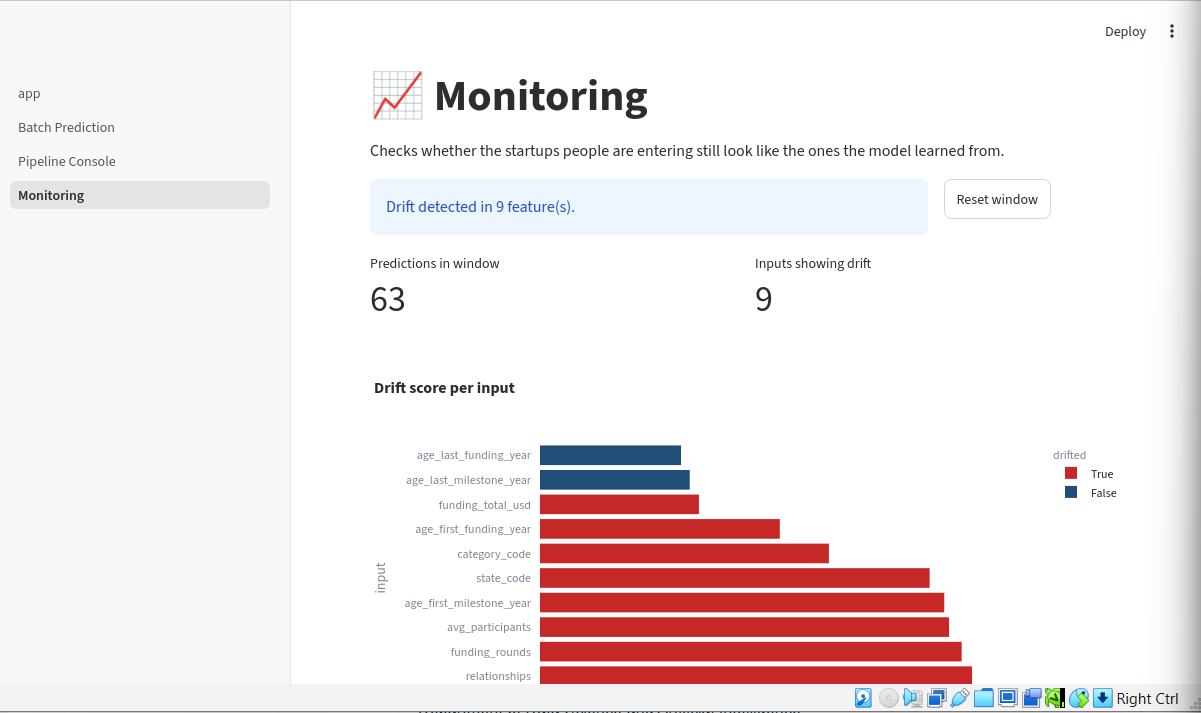 Deploy
app
Batch Prediction
Pipeline Console
Monitoring
Monitoring
Checks whether the startups people are entering still look like the ones the model learned from.
Drift detected in 9 feature(s).
Reset window
Predictions in window
63
Inputs showing drift
9
Drift score per input
input
age_last_funding_year
age_last_milestone_year
funding_total_usd
age_first_funding_year
category_code
state_code
age_first_milestone_year
avg_participants
funding_rounds
relationships
drifted
True
False
Right Ctrl